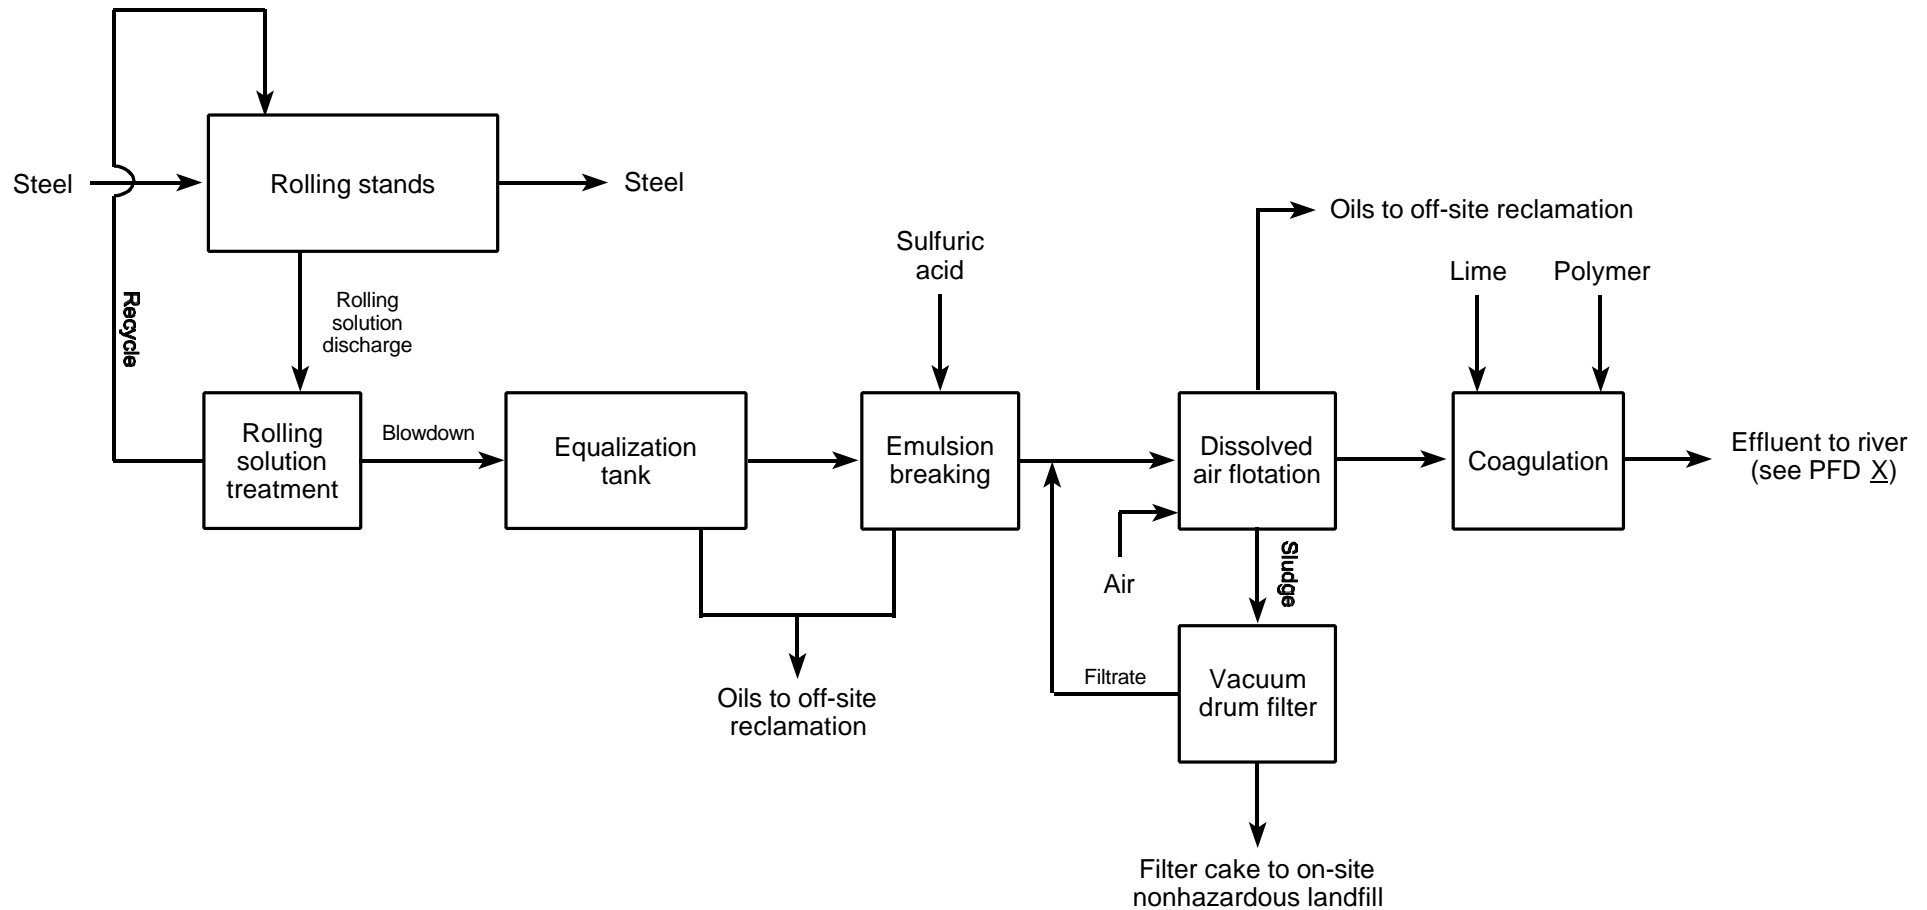 Steel
Rolling stands
Steel
Recycle
Rolling
solution
discharge
Rolling
solution
treatment
Blowdown
Equalization
tank
Sulfuric
acid
Emulsion
breaking
Oils to off-site
reclamation
Oils to off-site reclamation
Dissolved
air flotation
Air
Sludge
Filtrate
Vacuum
drum filter
Filter cake to on-site
nonhazardous landfill
Lime
Polymer
Coagulation
Effluent to river
(see PFD X)